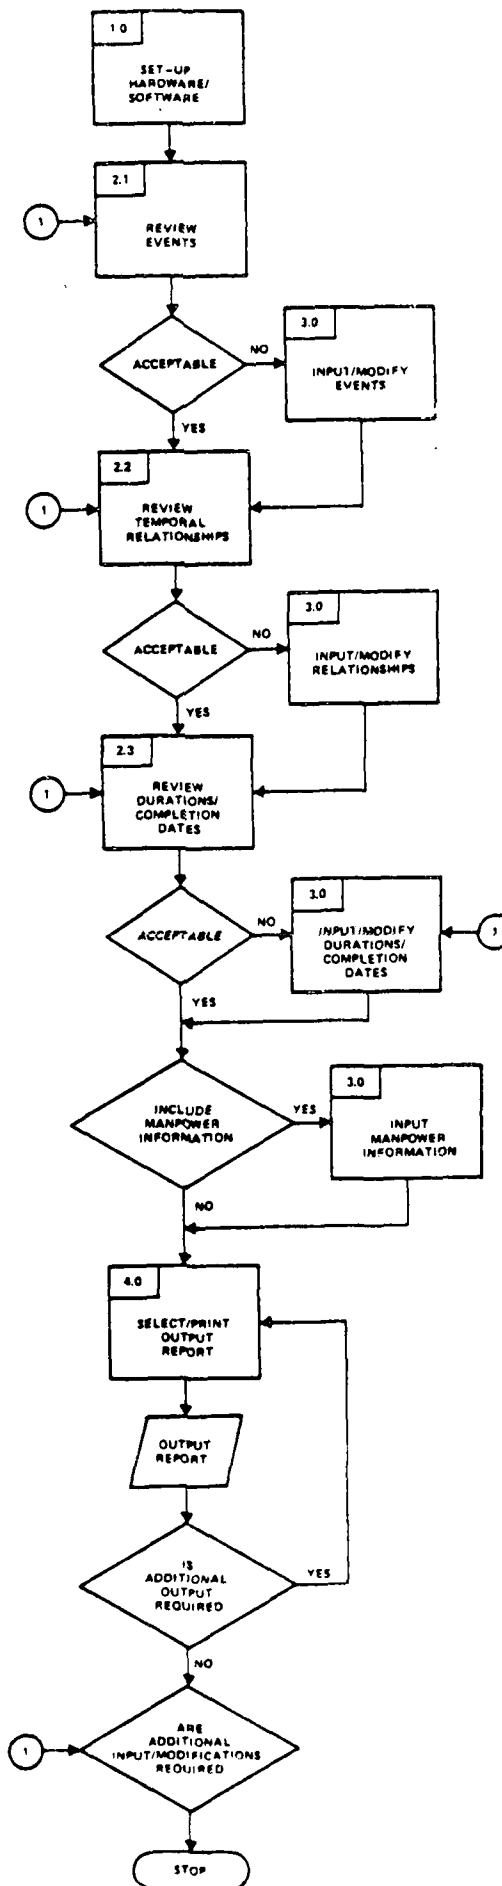 1.0
SET-UP
HARDWARE/
SOFTWARE
2.1
1
REVIEW
EVENTS
ACCEPTABLE
NO
3.0
INPUT/MODIFY
EVENTS
YES
2.2
1
REVIEW
TEMPORAL
RELATIONSHIPS
ACCEPTABLE
NO
3.0
INPUT/MODIFY
RELATIONSHIPS
YES
2.3
1
REVIEW
DURATIONS/
COMPLETION
DATES
ACCEPTABLE
NO
3.0
INPUT/MODIFY
DURATIONS/
COMPLETION
DATES
YES
INCLUDE
MANPOWER
INFORMATION
YES
3.0
INPUT
MANPOWER
INFORMATION
NO
4.0
SELECT/PRINT
OUTPUT
REPORT
OUTPUT
REPORT
IS
ADDITIONAL
OUTPUT
REQUIRED
YES
NO
1
ARE
ADDITIONAL
INPUT/MODIFICATIONS
REQUIRED
STOP